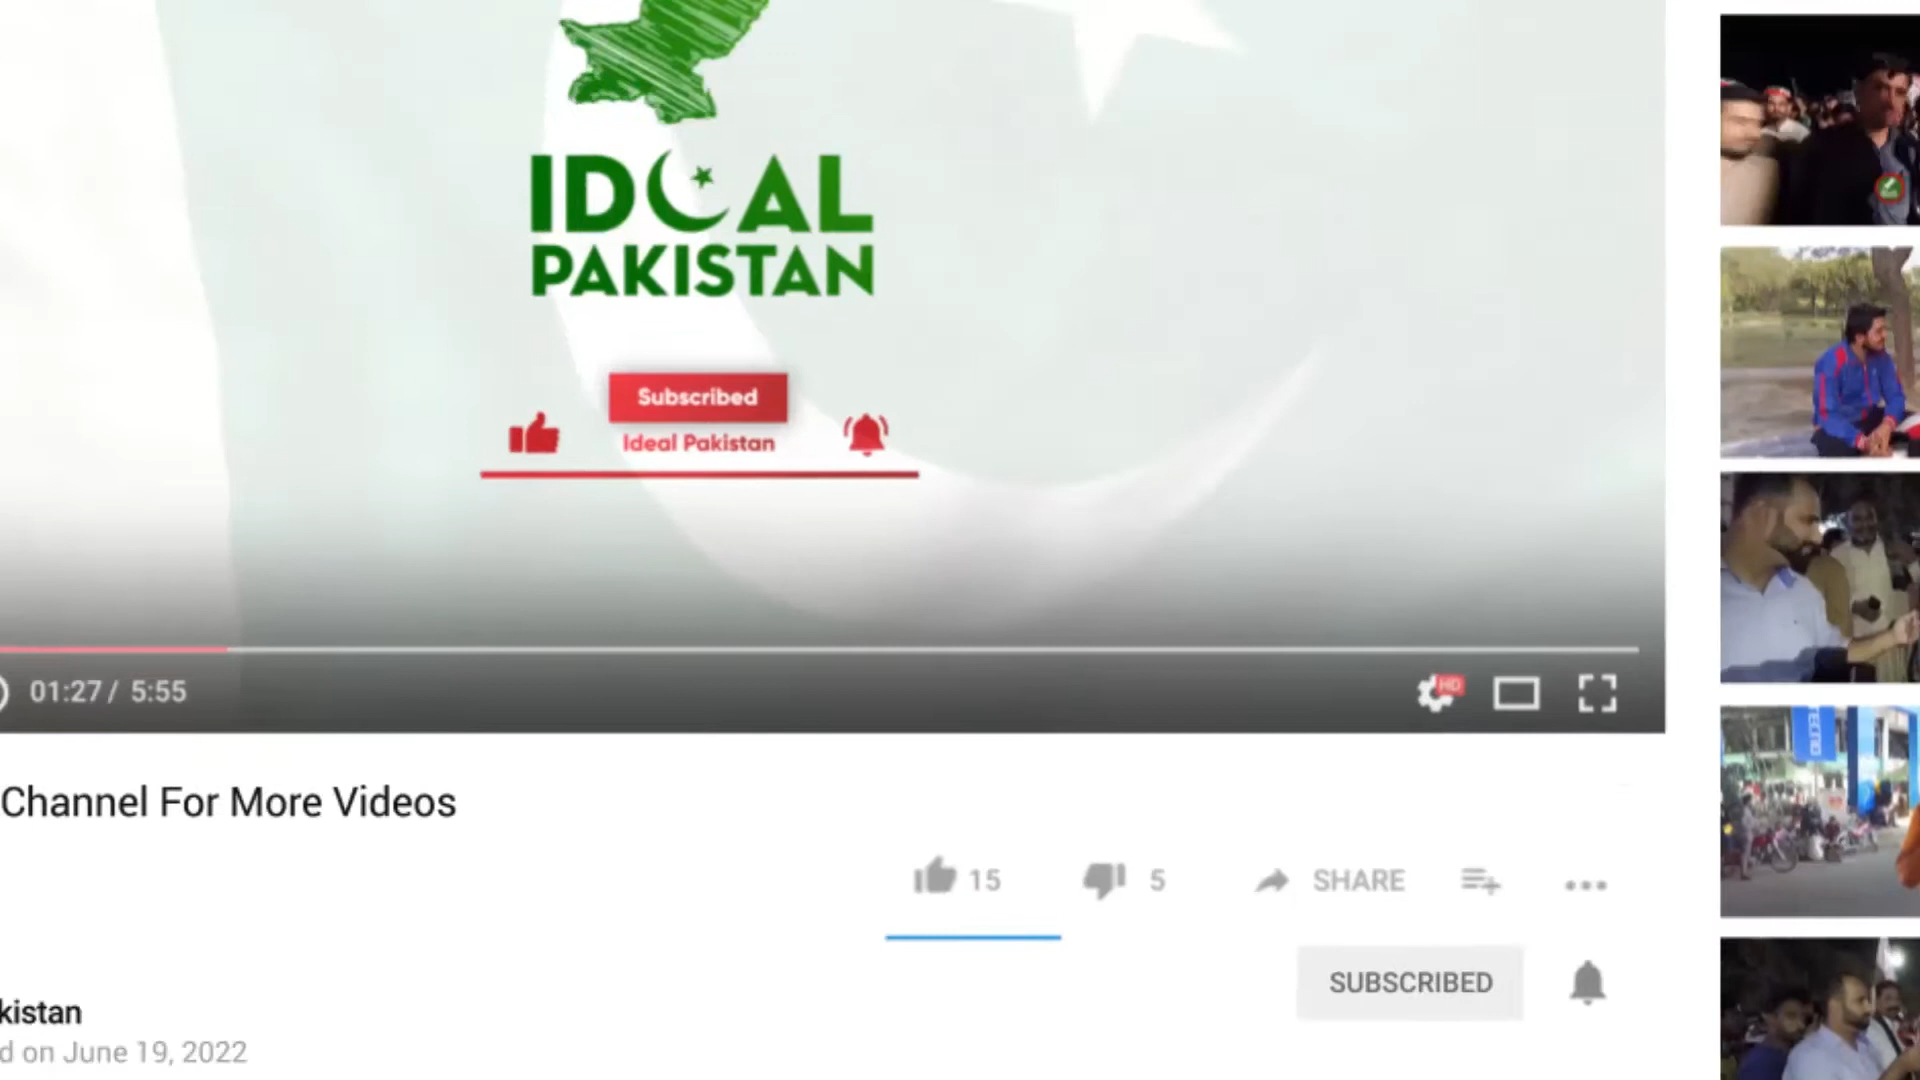 IDEAL
PAKISTAN
Subscribed
Ideal Pakistan
01:27 / 5:55
HD
Channel For More Videos
15
5
SHARE
SUBSCRIBED
kistan
d on June 19, 2022
TECNO